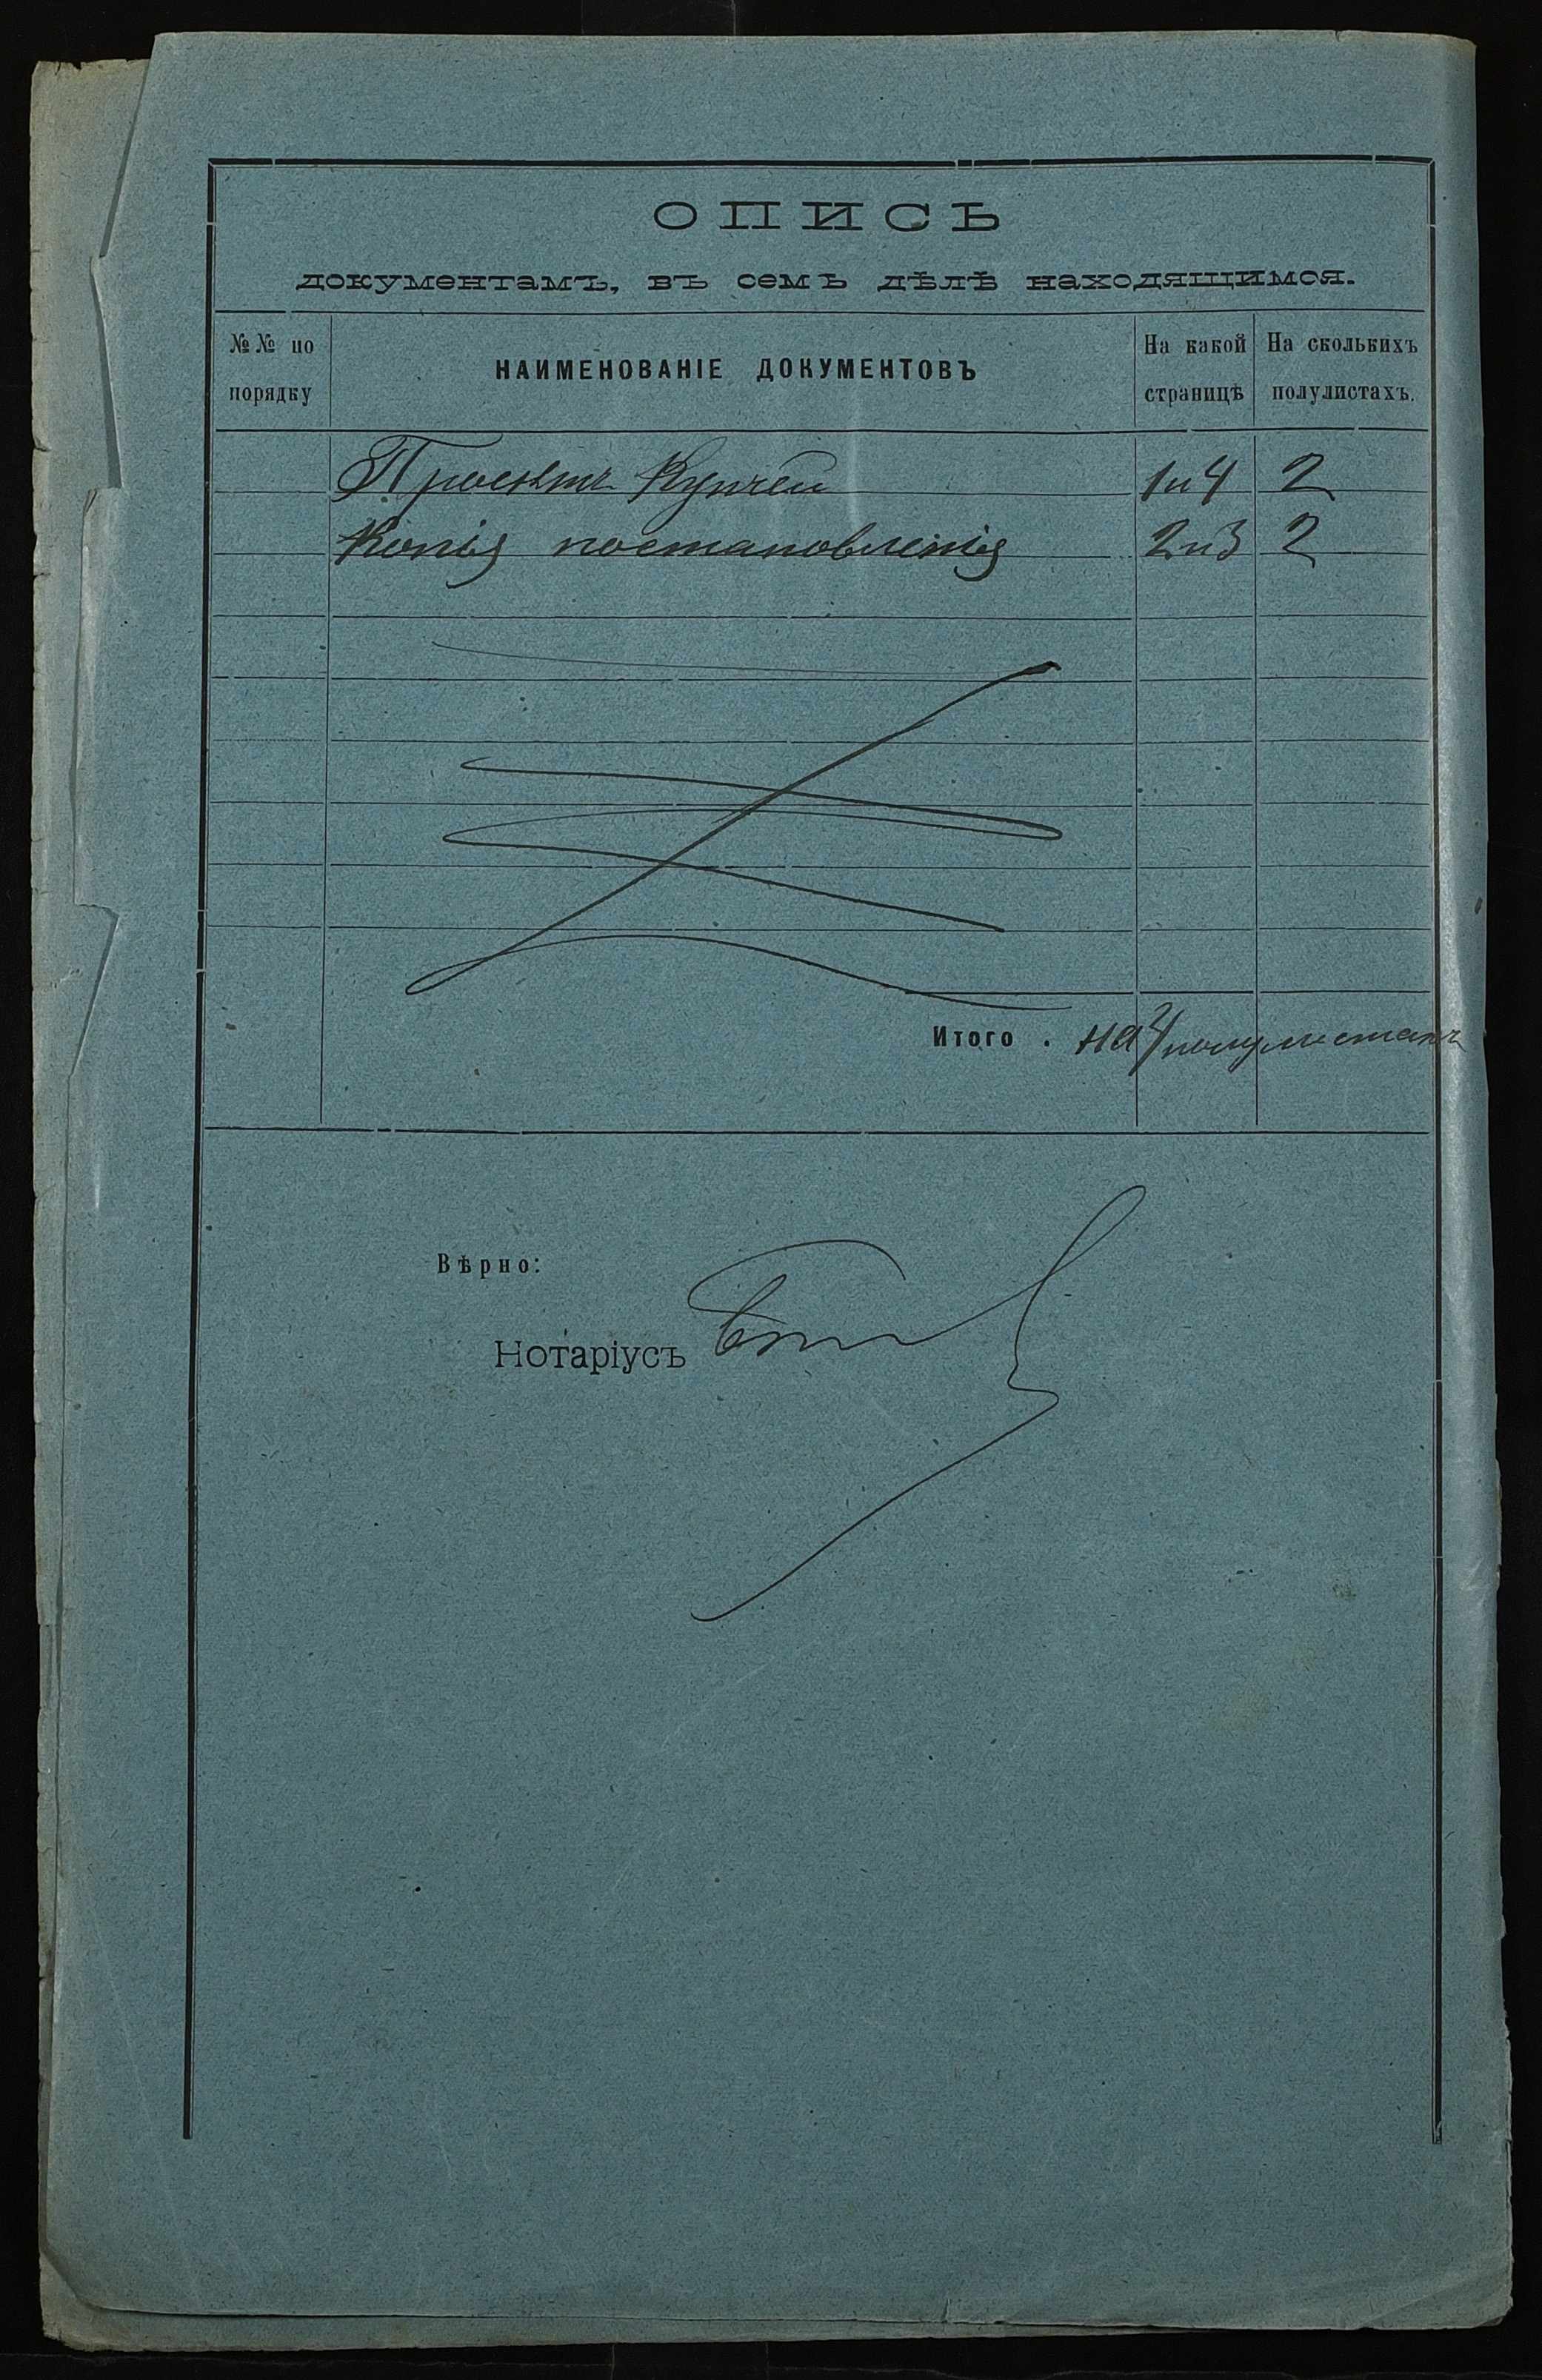 ОПИСЬ
документамъ, въ семъ дѣлѣ находящимся.
№№ по порядку
НАИМЕНОВАНІЕ ДОКУМЕНТОВЪ
На какой страницѣ
На сколькихъ полулистахъ.
Проектъ Купчей 1 и 4 2
Копія постановленія 2 и 3 2
Итого . на 4 полулистахъ
Вѣрно:
Нотаріусъ